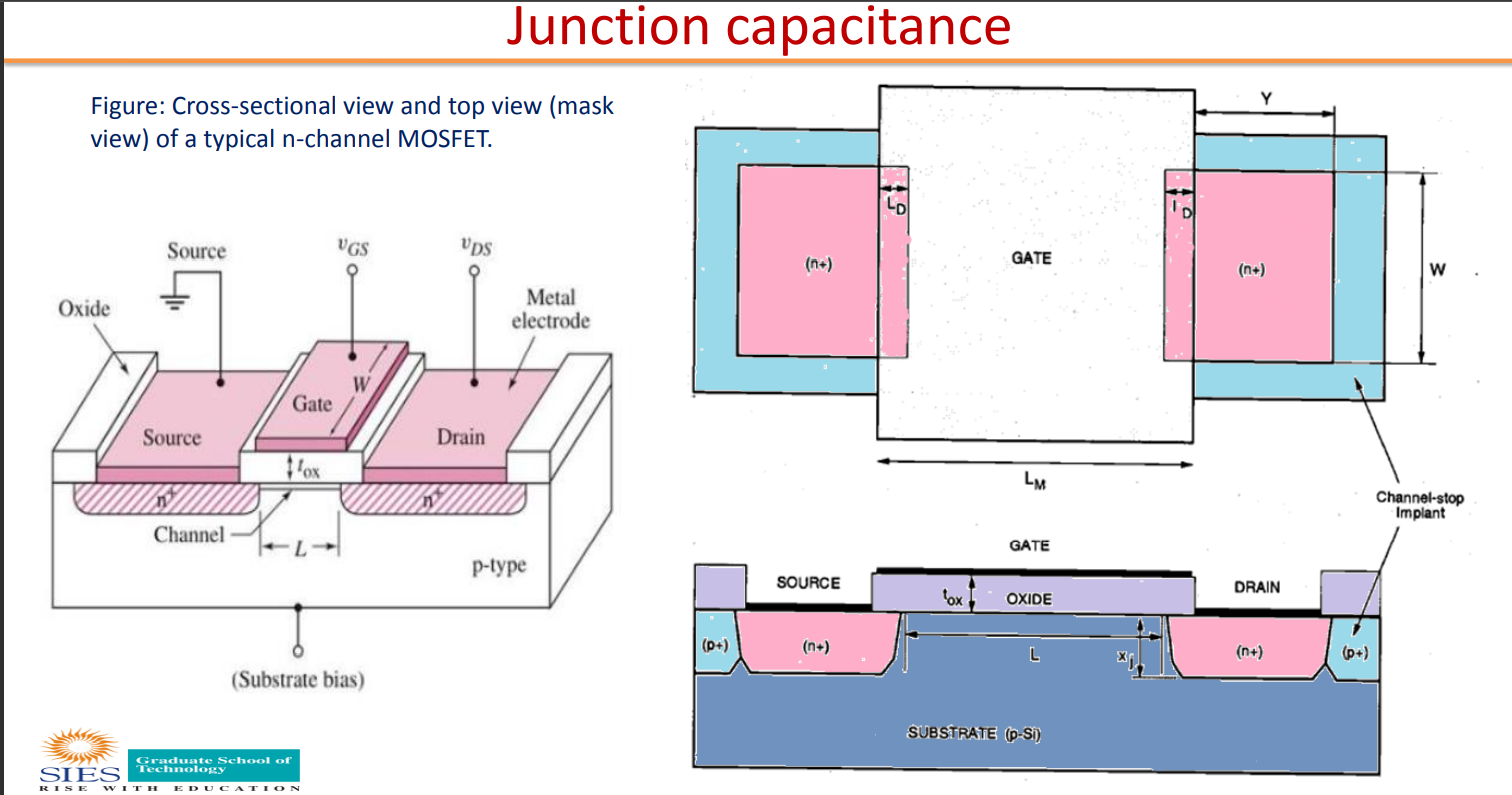 Junction capacitance
Figure: Cross-sectional view and top view (mask
view) of a typical n-channel MOSFET.
Source
vGS
vDS
Oxide
Metal
electrode
W
Gate
Source
Drain
tox
n+
n+
Channel
L
p-type
(Substrate bias)
Y
LD
lD
(n+)
GATE
(n+)
W
LM
Channel-stop
Implant
GATE
SOURCE
DRAIN
tox
OXIDE
(p+)
(n+)
L
xj
(n+)
(p+)
SUBSTRATE (p-Si)
SIES
Graduate School of
Technology
RISE WITH EDUCATION